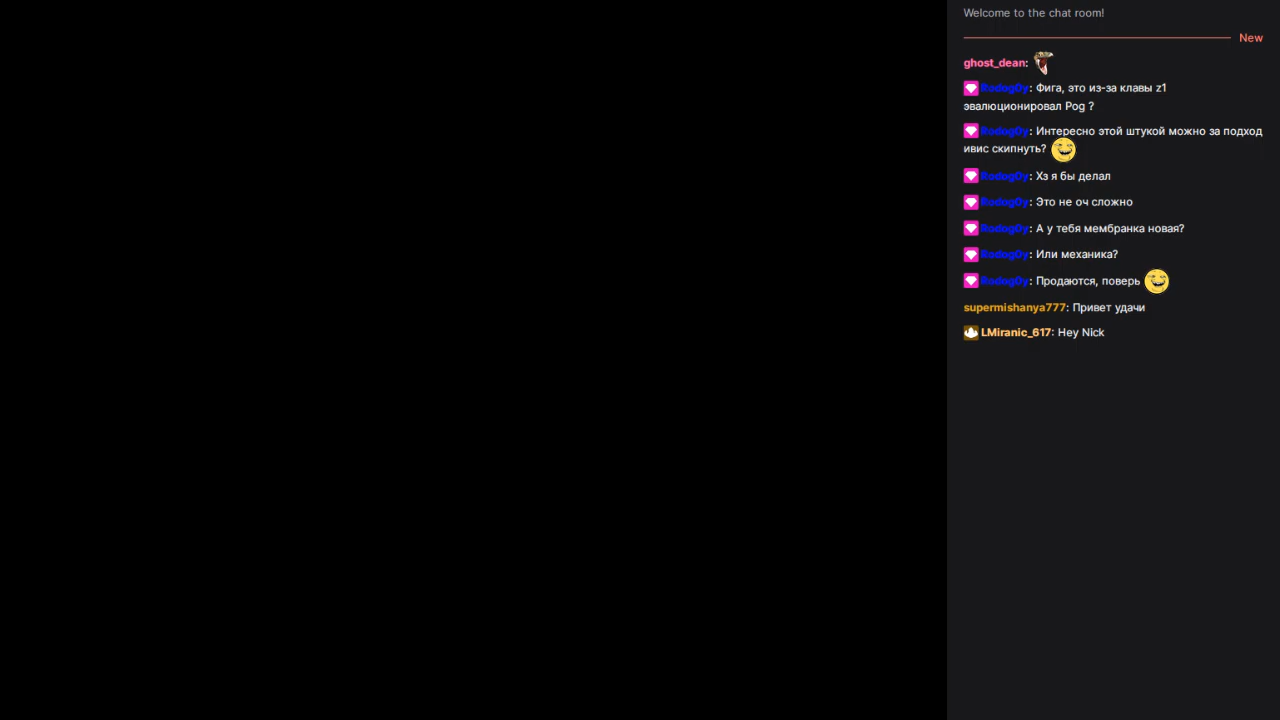 Welcome to the chat room!
New
ghost_dean:
Rodog0y: Фига, это из-за клавы z1
эвалюционировал Pog ?
Rodog0y: Интересно этой штукой можно за подход
ивис скипнуть?
Rodog0y: Хз я бы делал
Rodog0y: Это не оч сложно
Rodog0y: А у тебя мембранка новая?
Rodog0y: Или механика?
Rodog0y: Продаются, поверь
supermishanya777: Привет удачи
LMiranic_617: Hey Nick